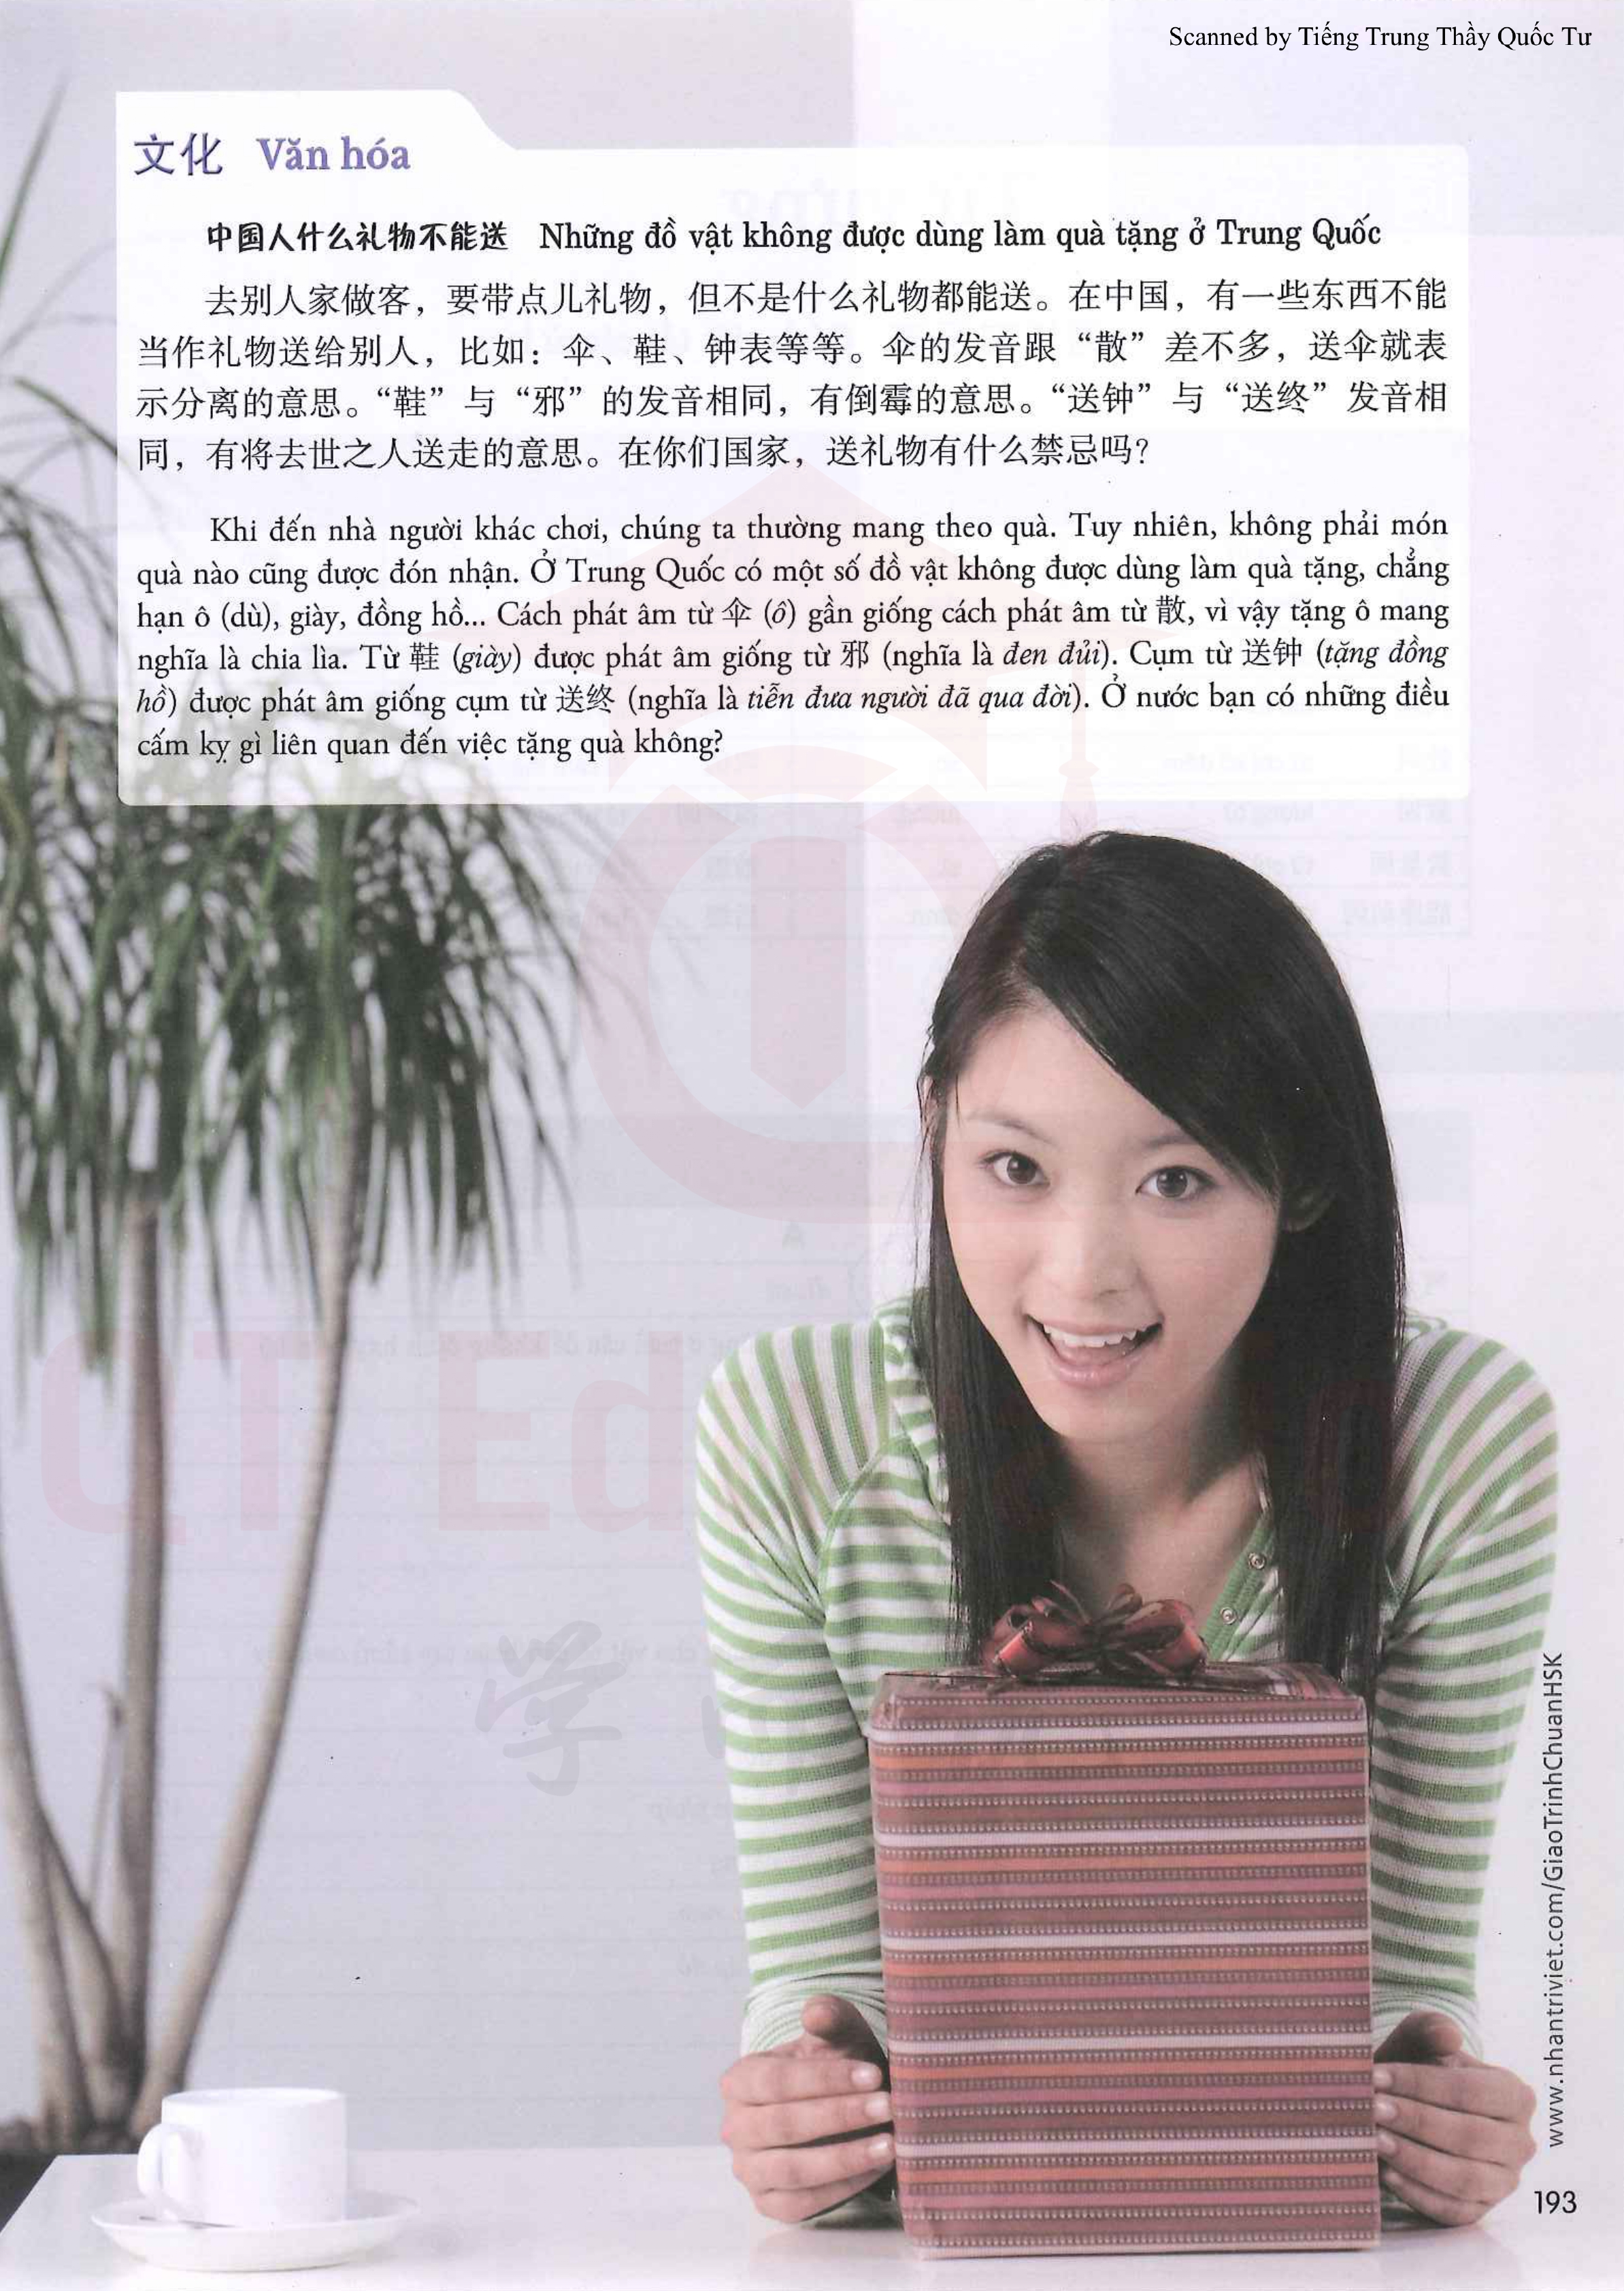 Scanned by Tiếng Trung Thầy Quốc Tư
文化 Văn hóa
中国人什么礼物不能送 Những đồ vật không được dùng làm quà tặng ở Trung Quốc
去别人家做客，要带点儿礼物，但不是什么礼物都能送。在中国，有一些东西不能
当作礼物送给别人，比如：伞、鞋、钟表等等。伞的发音跟“散”差不多，送伞就表
示分离的意思。“鞋”与“邪”的发音相同，有倒霉的意思。“送钟”与“送终”发音相
同，有将去世之人送走的意思。在你们国家，送礼物有什么禁忌吗？
Khi đến nhà người khác chơi, chúng ta thường mang theo quà. Tuy nhiên, không phải món
quà nào cũng được đón nhận. Ở Trung Quốc có một số đồ vật không được dùng làm quà tặng, chẳng
hạn ô (dù), giày, đồng hồ... Cách phát âm từ 伞 (ô) gần giống cách phát âm từ 散, vì vậy tặng ô mang
nghĩa là chia lìa. Từ 鞋 (giày) được phát âm giống từ 邪 (nghĩa là đen đủi). Cụm từ 送钟 (tặng đồng
hồ) được phát âm giống cụm từ 送终 (nghĩa là tiễn đưa người đã qua đời). Ở nước bạn có những điều
cấm kỵ gì liên quan đến việc tặng quà không?
QT Ed
学
www.nhantriviet.com/GiaoTrinhChuanHSK
193